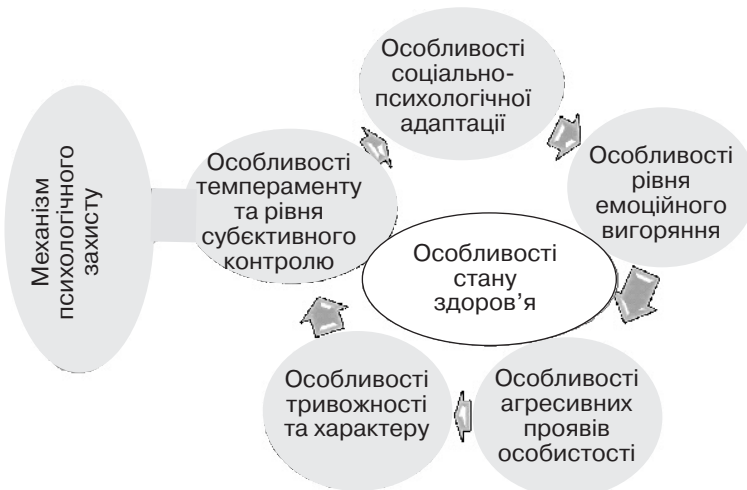 Механізм
психологічного
захисту
Особливості
темпераменту
та рівня
субєктивного
контролю
Особливості
соціально-
психологічної
адаптації
Особливості
рівня
емоційного
вигоряння
Особливості
стану
здоров’я
Особливості
тривожності
та характеру
Особливості
агресивних
проявів
особистості